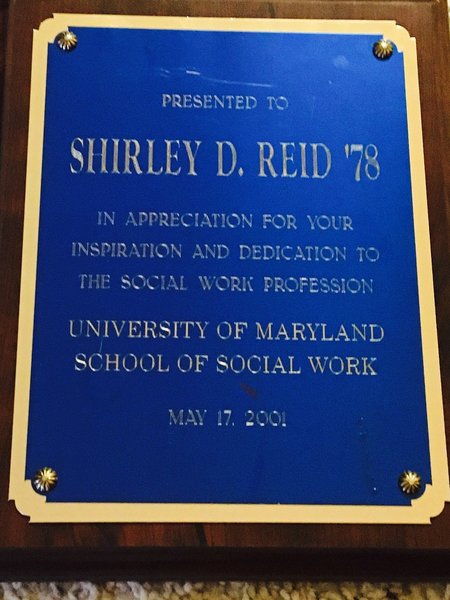 PRESENTED TO
SHIRLEY D. REID '78
IN APPRECIATION FOR YOUR
INSPIRATION AND DEDICATION TO
THE SOCIAL WORK PROFESSION
UNIVERSITY OF MARYLAND
SCHOOL OF SOCIAL WORK
MAY 17, 2001